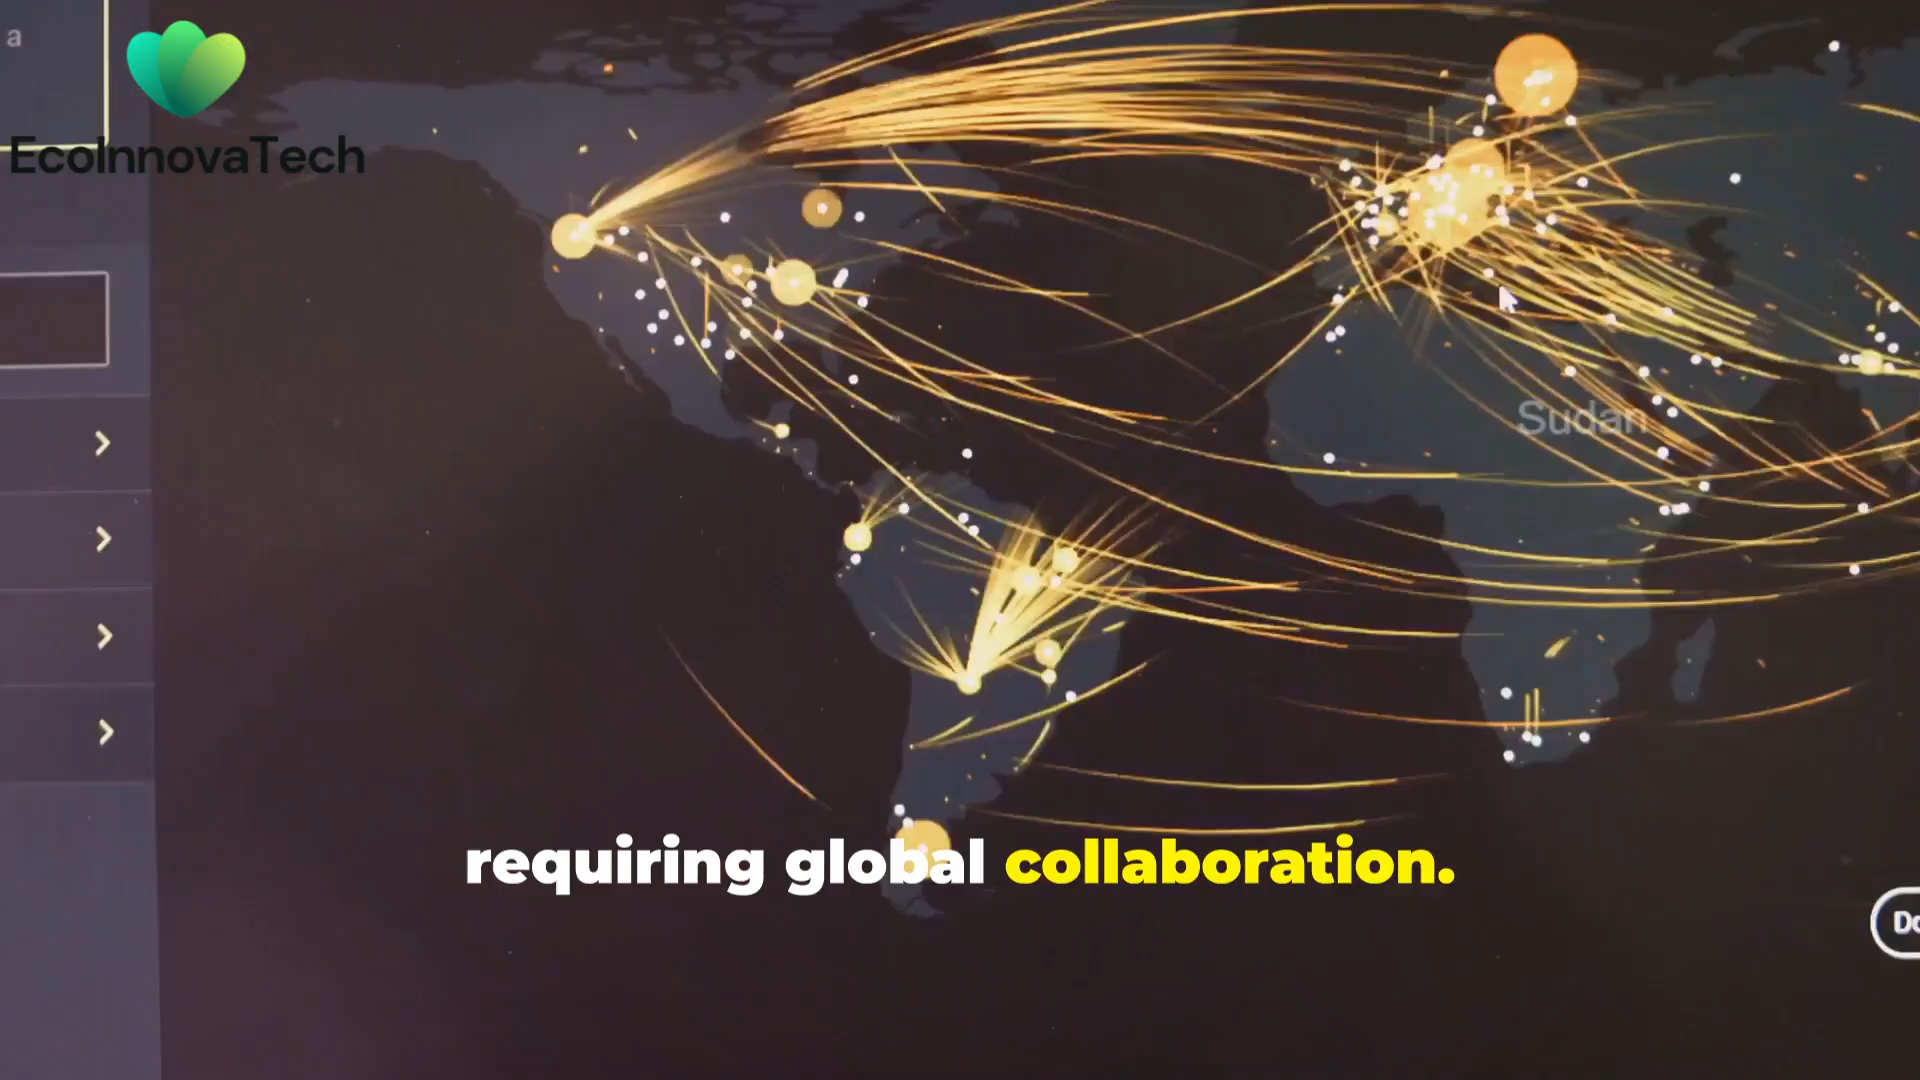 a
EcoInnovaTech
Sudan
requiring global collaboration.